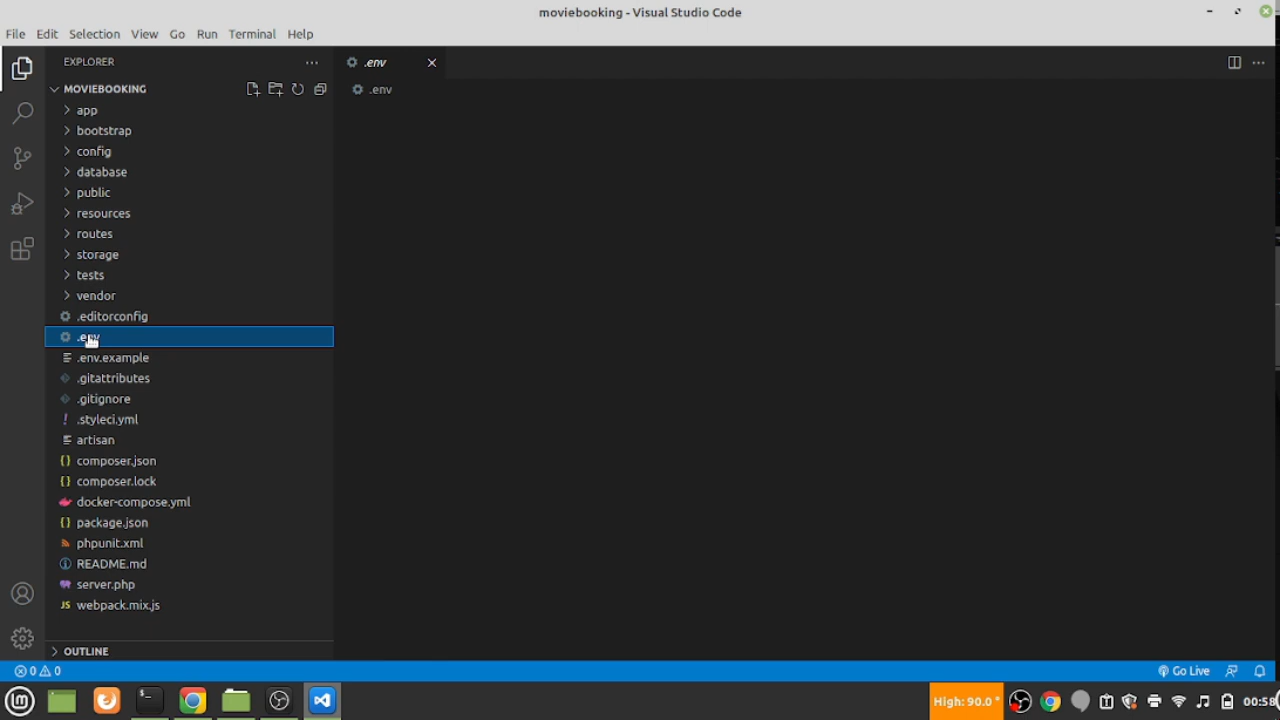 moviebooking - Visual Studio Code
File Edit Selection View Go Run Terminal Help
EXPLORER
.env
MOVIEBOOKING
.env
app
bootstrap
config
database
public
resources
routes
storage
tests
vendor
.editorconfig
.env
.env.example
.gitattributes
.gitignore
! .styleci.yml
artisan
{} composer.json
{} composer.lock
docker-compose.yml
{} package.json
phpunit.xml
README.md
server.php
JS webpack.mix.js
OUTLINE
0 0 Go Live
High: 90.0 ° 00:58